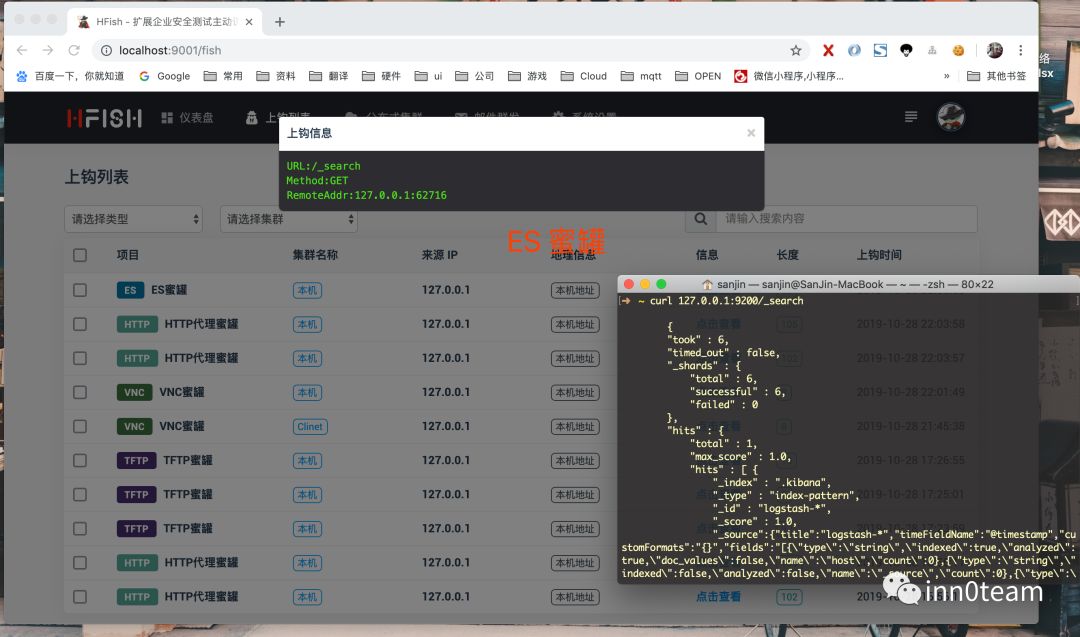 HFish - 扩展企业安全测试主动
localhost:9001/fish
百度一下，你就知道 Google 常用 资料 翻译 硬件 ui 公司 游戏 Cloud mqtt OPEN 微信小程序,小程序... » 其他书签
络
lsx
HFISH 仪表盘 上钩列表 分布式集群 邮件群发 系统设置
上钩信息 ×
URL:/_search
Method:GET
RemoteAddr:127.0.0.1:62716
上钩列表
请选择类型 请选择集群 请输入搜索内容
ES 蜜罐
项目 集群名称 来源 IP 地理信息 信息 长度 上钩时间
ES ES蜜罐 本机 127.0.0.1 本机地址
HTTP HTTP代理蜜罐 本机 127.0.0.1 本机地址 点击查看 105 2019-10-28 22:03:58
HTTP HTTP代理蜜罐 本机 127.0.0.1 本机地址 102 2019-10-28 22:03:57
VNC VNC蜜罐 本机 127.0.0.1 本机地址 2019-10-28 22:01:49
VNC VNC蜜罐 Clinet 127.0.0.1 本机地址 2019-10-28 21:45:38
TFTP TFTP蜜罐 本机 127.0.0.1 本机地址 2019-10-28 17:26:55
TFTP TFTP蜜罐 本机 127.0.0.1 本机地址 2019-10-28 17:25:01
TFTP TFTP蜜罐 本机 127.0.0.1 本机地址
HTTP HTTP代理蜜罐 本机 127.0.0.1 本机地址
HTTP HTTP代理蜜罐 本机 127.0.0.1 本机地址 点击查看 102
sanjin — sanjin@SanJin-MacBook — ~ — -zsh — 80×22
➜ ~ curl 127.0.0.1:9200/_search
{
"took" : 6,
"timed_out" : false,
"_shards" : {
"total" : 6,
"successful" : 6,
"failed" : 0
},
"hits" : {
"total" : 1,
"max_score" : 1.0,
"hits" : [ {
"_index" : ".kibana",
"_type" : "index-pattern",
"_id" : "logstash-*",
"_score" : 1.0,
"_source":{"title":"logstash-*","timeFieldName":"@timestamp","cu
stomFormats":"{}","fields":"[{\"type\":\"string\",\"indexed\":true,\"analyzed\":
true,\"doc_values\":false,\"name\":\"host\",\"count\":0},{\"type\":\"string\",\"
indexed\":false,\"analyzed\":false,\"name\":\"_source\",\"count\":0},{\"type\":\
inn0team